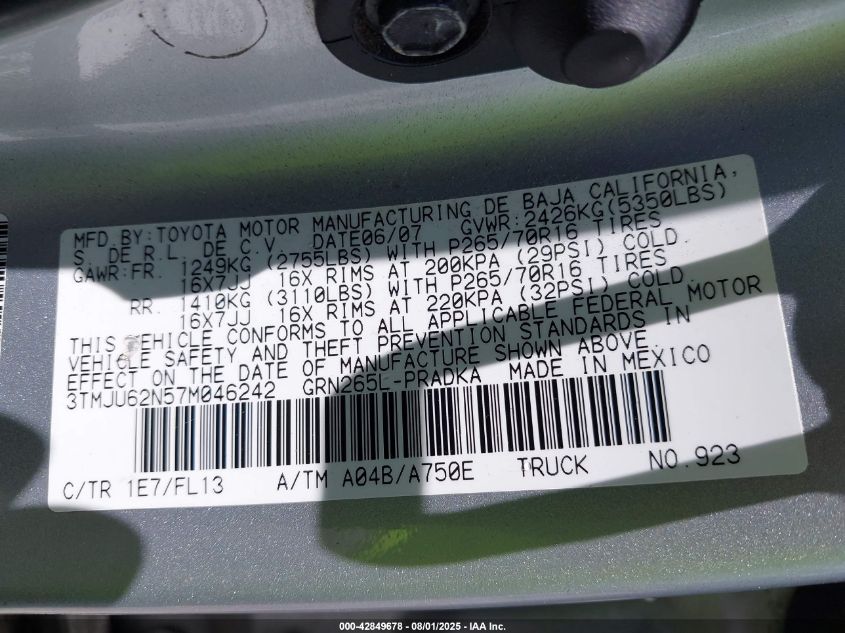 MFD.BY:TOYOTA MOTOR MANUFACTURING DE BAJA CALIFORNIA,
S. DE R.L. DE C.V. DATE06/07 GVWR:2426KG(5350LBS)
GAWR:FR. 1249KG (2755LBS) WITH P265/70R16 TIRES
16X7JJ 16X RIMS AT 200KPA (29PSI) COLD.
RR. 1410KG (3110LBS) WITH P265/70R16 TIRES
16X7JJ 16X RIMS AT 220KPA (32PSI) COLD.
THIS VEHICLE CONFORMS TO ALL APPLICABLE FEDERAL MOTOR
VEHICLE SAFETY AND THEFT PREVENTION STANDARDS IN
EFFECT ON THE DATE OF MANUFACTURE SHOWN ABOVE.
3TMJU62N57M046242 GRN265L-PRADKA MADE IN MEXICO
C/TR 1E7/FL13 A/TM A04B/A750E TRUCK NO.923
000-42849678 - 08/01/2025 - IAA Inc.